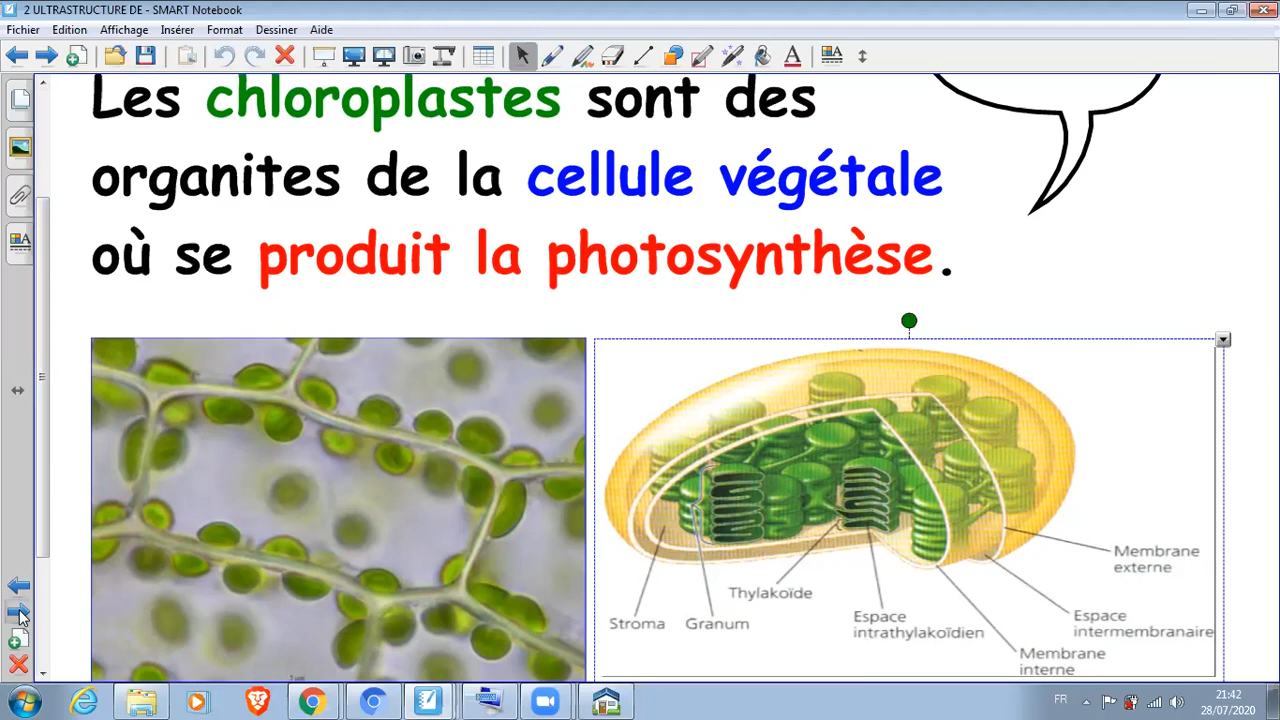 2 ULTRASTRUCTURE DE - SMART Notebook
Fichier Edition Affichage Insérer Format Dessiner Aide
Les chloroplastes sont des
organites de la cellule végétale
où se produit la photosynthèse.
Membrane
externe
Thylakoïde
Stroma
Granum
Espace
intrathylakoïdien
Espace
intermembranaire
Membrane
interne
FR
21:42
28/07/2020